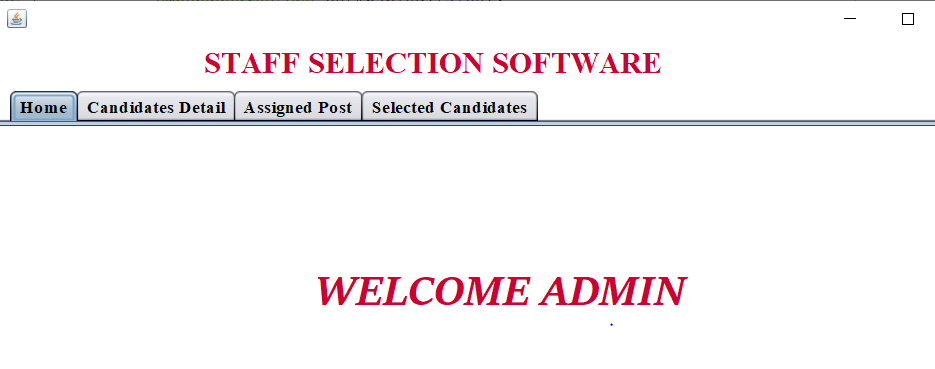 STAFF SELECTION SOFTWARE
Home Candidates Detail Assigned Post Selected Candidates
WELCOME ADMIN